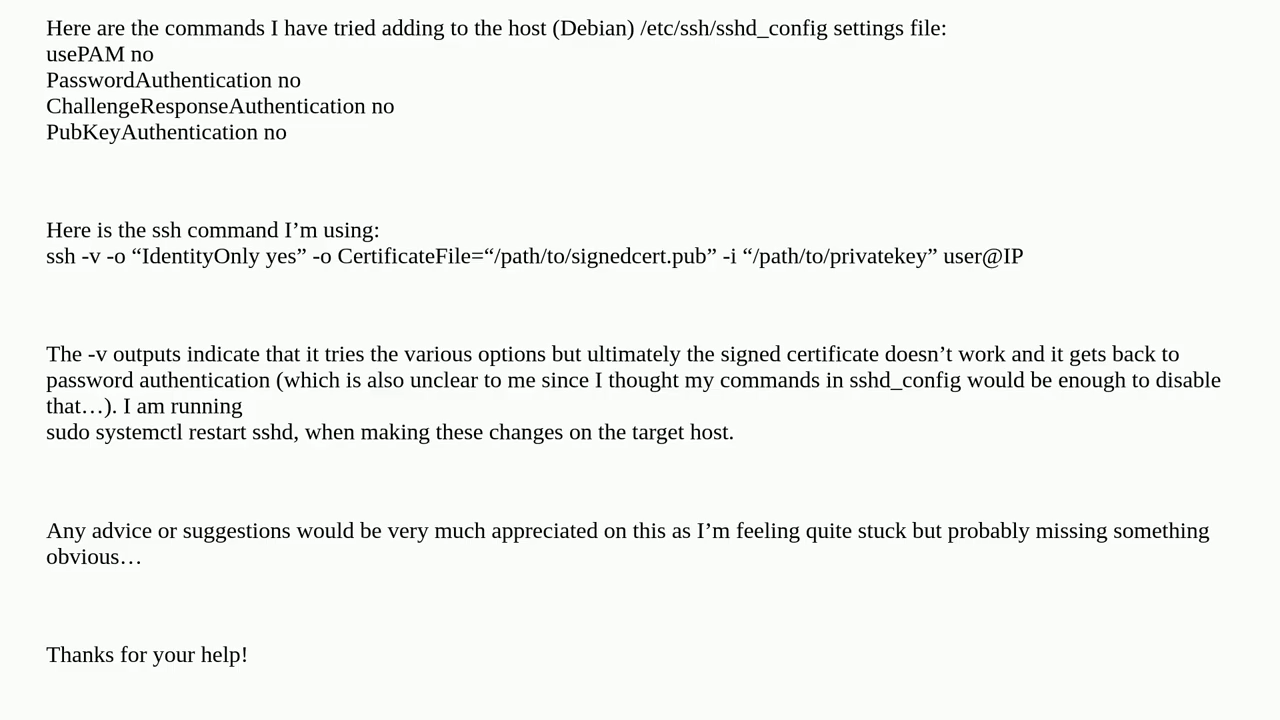 Here are the commands I have tried adding to the host (Debian) /etc/ssh/sshd_config settings file:
usePAM no
PasswordAuthentication no
ChallengeResponseAuthentication no
PubKeyAuthentication no
Here is the ssh command I’m using:
ssh -v -o “IdentityOnly yes” -o CertificateFile=“/path/to/signedcert.pub” -i “/path/to/privatekey” user@IP
The -v outputs indicate that it tries the various options but ultimately the signed certificate doesn’t work and it gets back to
password authentication (which is also unclear to me since I thought my commands in sshd_config would be enough to disable
that…). I am running
sudo systemctl restart sshd, when making these changes on the target host.
Any advice or suggestions would be very much appreciated on this as I’m feeling quite stuck but probably missing something
obvious…
Thanks for your help!